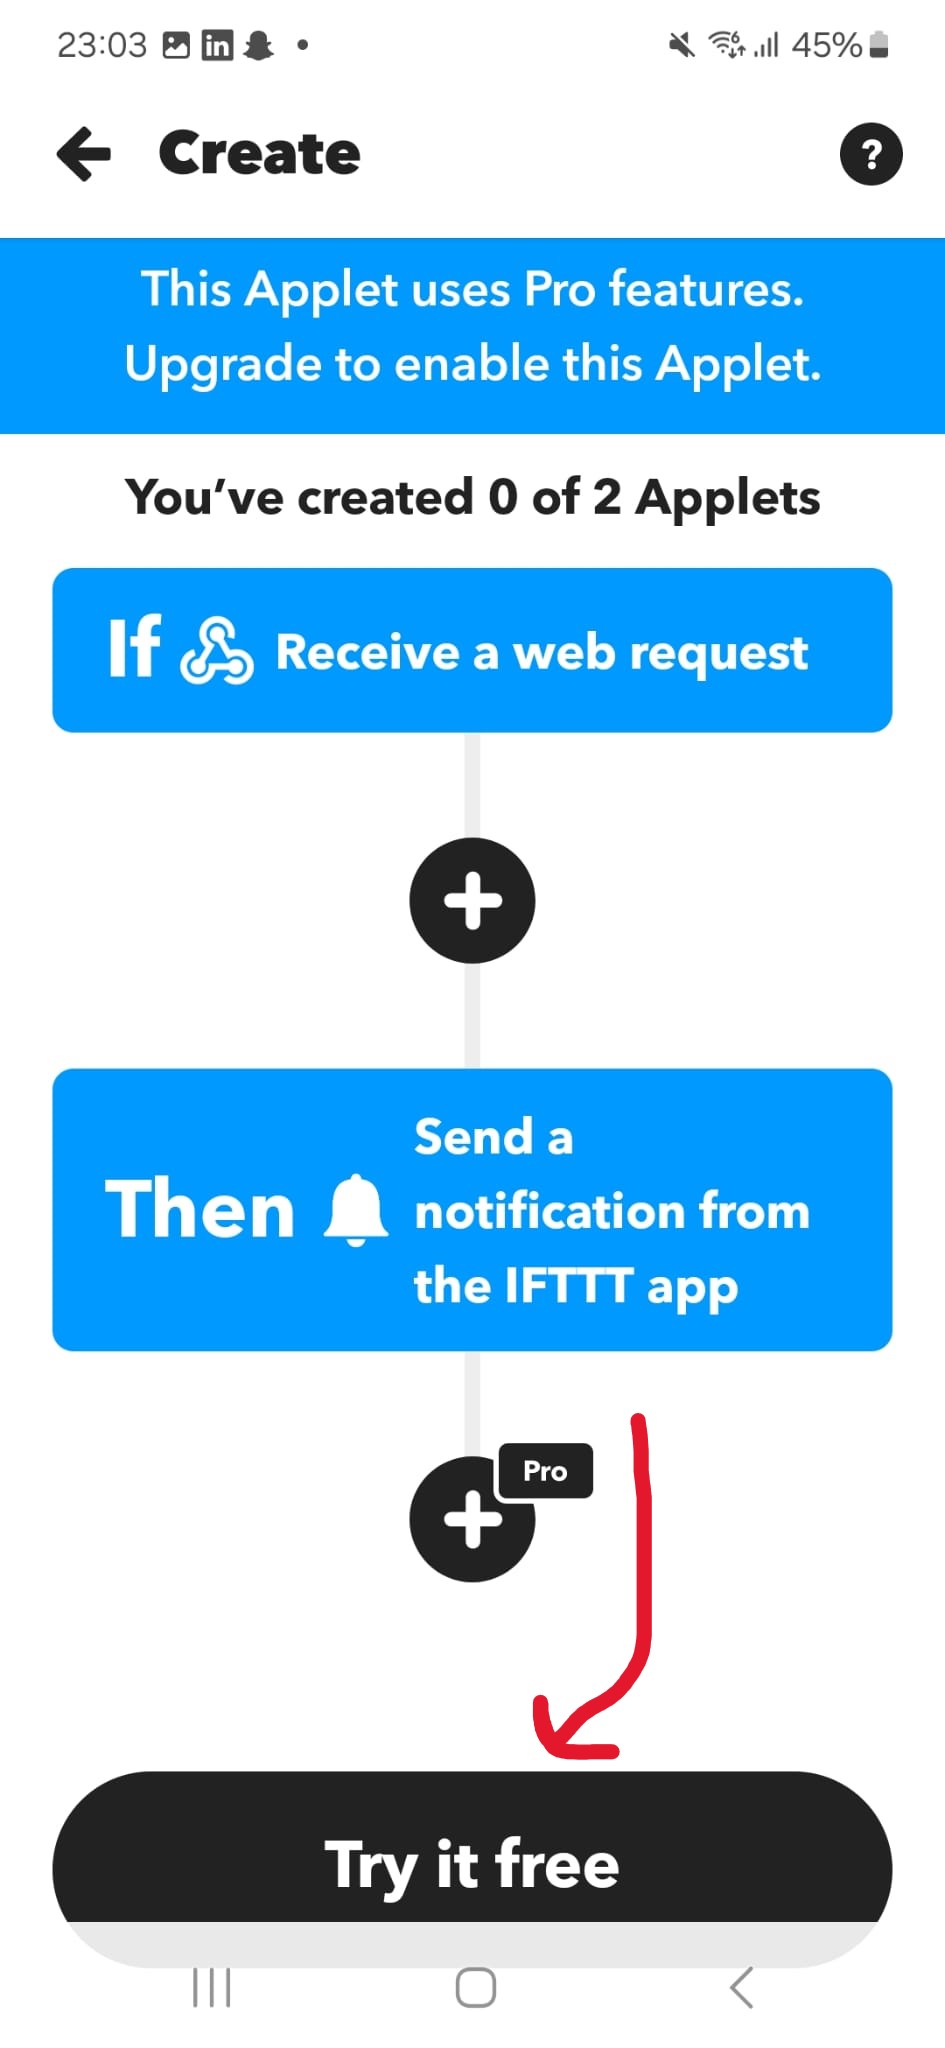 23:03 in 45%
Create ?
This Applet uses Pro features.
Upgrade to enable this Applet.
You’ve created 0 of 2 Applets
If Receive a web request
Send a
Then notification from
the IFTTT app
Pro
Try it free